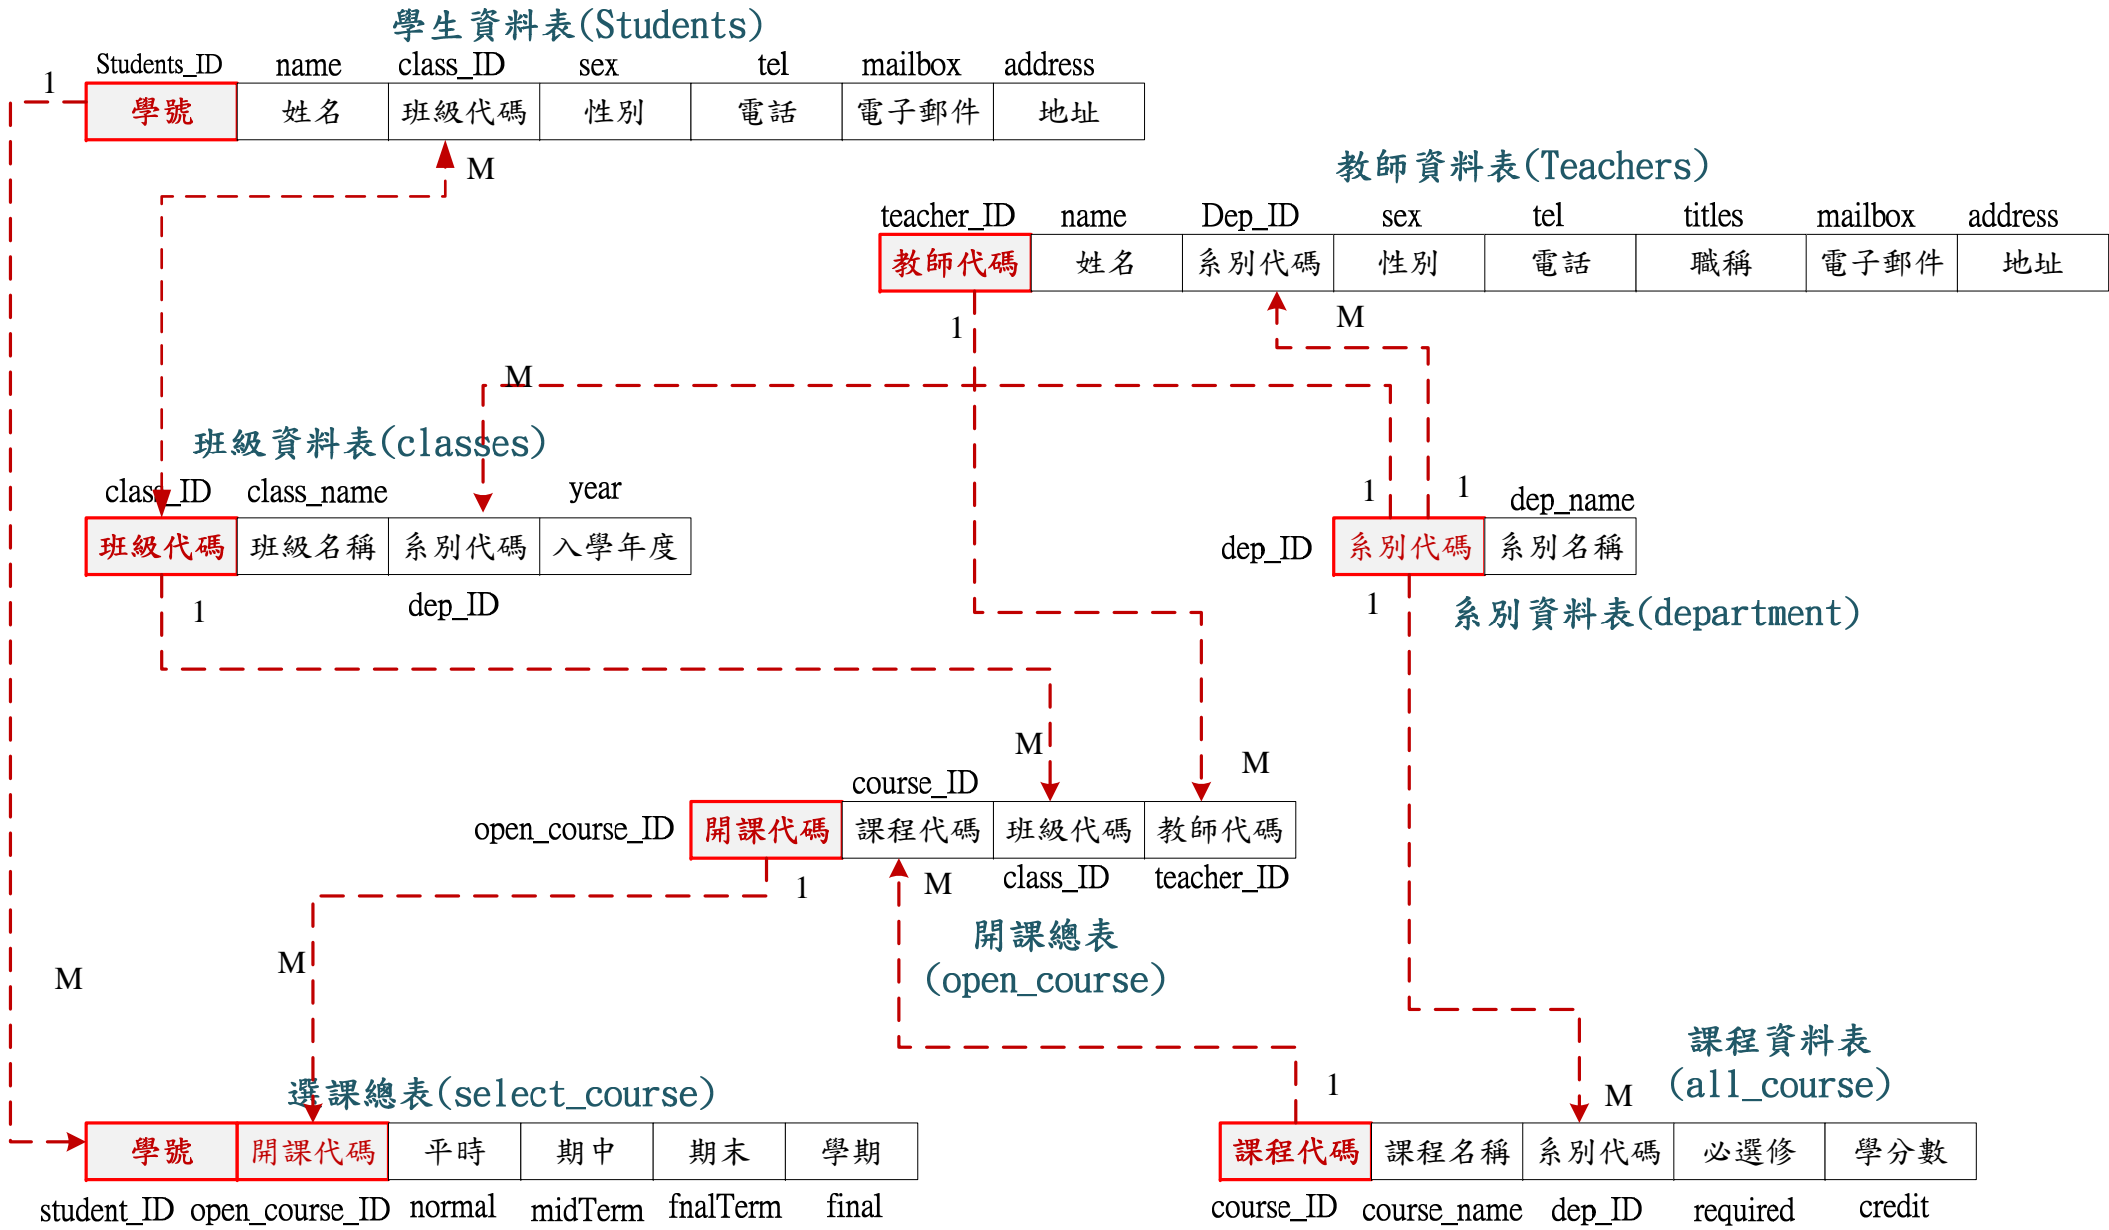 學生資料表(Students)
Students_ID name class_ID sex tel mailbox address
1
學號 姓名 班級代碼 性別 電話 電子郵件 地址
M
教師資料表(Teachers)
teacher_ID name Dep_ID sex tel titles mailbox address
教師代碼 姓名 系別代碼 性別 電話 職稱 電子郵件 地址
1 M
M
班級資料表(classes)
class_ID class_name year
班級代碼 班級名稱 系別代碼 入學年度
dep_ID
1
1 1
dep_name
dep_ID 系別代碼 系別名稱
1
系別資料表(department)
M M
course_ID
open_course_ID 開課代碼 課程代碼 班級代碼 教師代碼
class_ID teacher_ID
1 M
開課總表
(open_course)
M M
選課總表(select_course)
學號 開課代碼 平時 期中 期末 學期
student_ID open_course_ID normal midTerm fnalTerm final
課程資料表
(all_course)
1 M
課程代碼 課程名稱 系別代碼 必選修 學分數
course_ID course_name dep_ID required credit